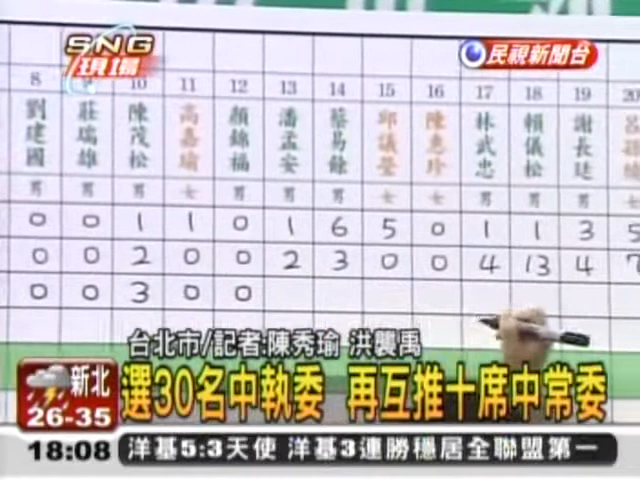 SNG
現場
民視新聞台
8 10 11 12 13 14 15 16 17 18 19 20
劉建國 莊瑞雄 陳茂松 高嘉瑜 顏錦福 潘孟安 蔡易餘 邱議瑩 陳惠珍 林武忠 賴儀松 謝長廷
男 男 男 女 男 男 男 女 女 男 男 男 女
0 0 1 1 0 1 6 5 0 1 1 3 5
0 0 2 0 0 2 3 0 0 4 13 4 7
0 0 3 0 0
台北市/記者:陳秀瑜 洪襲禹
新北
26-35
選30名中執委 再互推十席中常委
18:08 洋基5:3天使 洋基3連勝穩居全聯盟第一